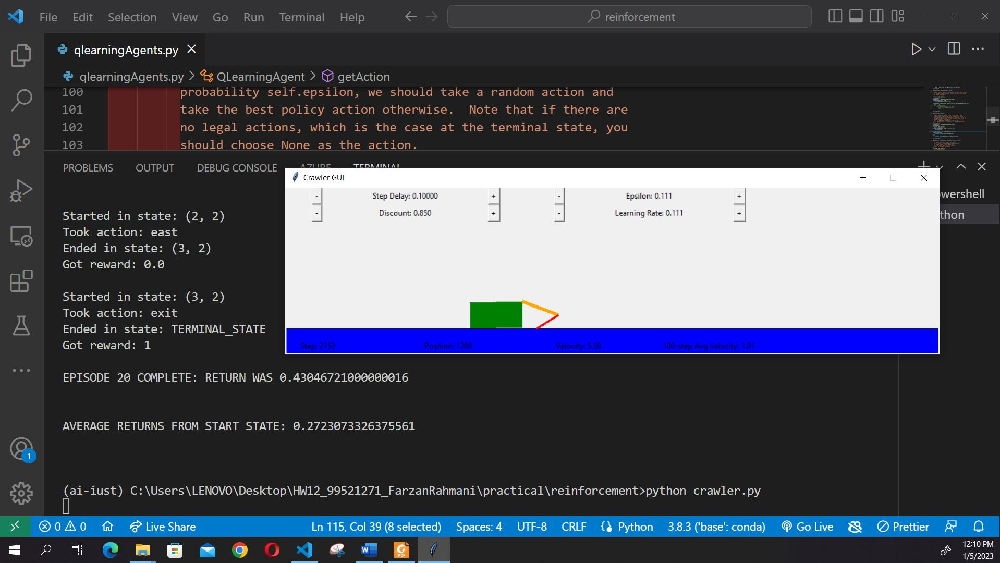 File Edit Selection View Go Run Terminal Help reinforcement
qlearningAgents.py
qlearningAgents.py > QLearningAgent > getAction
100 probability self.epsilon, we should take a random action and
101 take the best policy action otherwise.  Note that if there are
102 no legal actions, which is the case at the terminal state, you
103 should choose None as the action.
PROBLEMS OUTPUT DEBUG CONSOLE AZURE TERMINAL
Crawler GUI
- Step Delay: 0.10000 + - Epsilon: 0.111 +
- Discount: 0.850 + - Learning Rate: 0.111 +
Step: 2153 Position: 1288 Velocity: 5.58 100-step Avg Velocity: 1.01
owershell
thon
Started in state: (2, 2)
Took action: east
Ended in state: (3, 2)
Got reward: 0.0
Started in state: (3, 2)
Took action: exit
Ended in state: TERMINAL_STATE
Got reward: 1
EPISODE 20 COMPLETE: RETURN WAS 0.43046721000000016
AVERAGE RETURNS FROM START STATE: 0.2723073326375561
(ai-iust) C:\Users\LENOVO\Desktop\HW12_99521271_FarzanRahmani\practical\reinforcement>python crawler.py
1
0 0 Live Share Ln 115, Col 39 (8 selected) Spaces: 4 UTF-8 CRLF Python 3.8.3 ('base': conda) Go Live Prettier
12:10 PM
1/5/2023